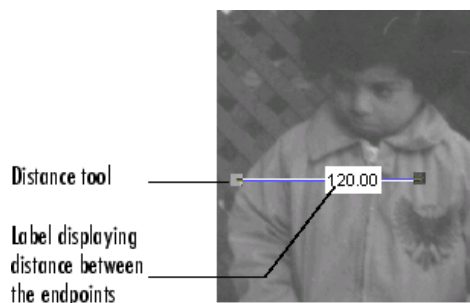 Distance tool
120.00
Label displaying
distance between
the endpoints